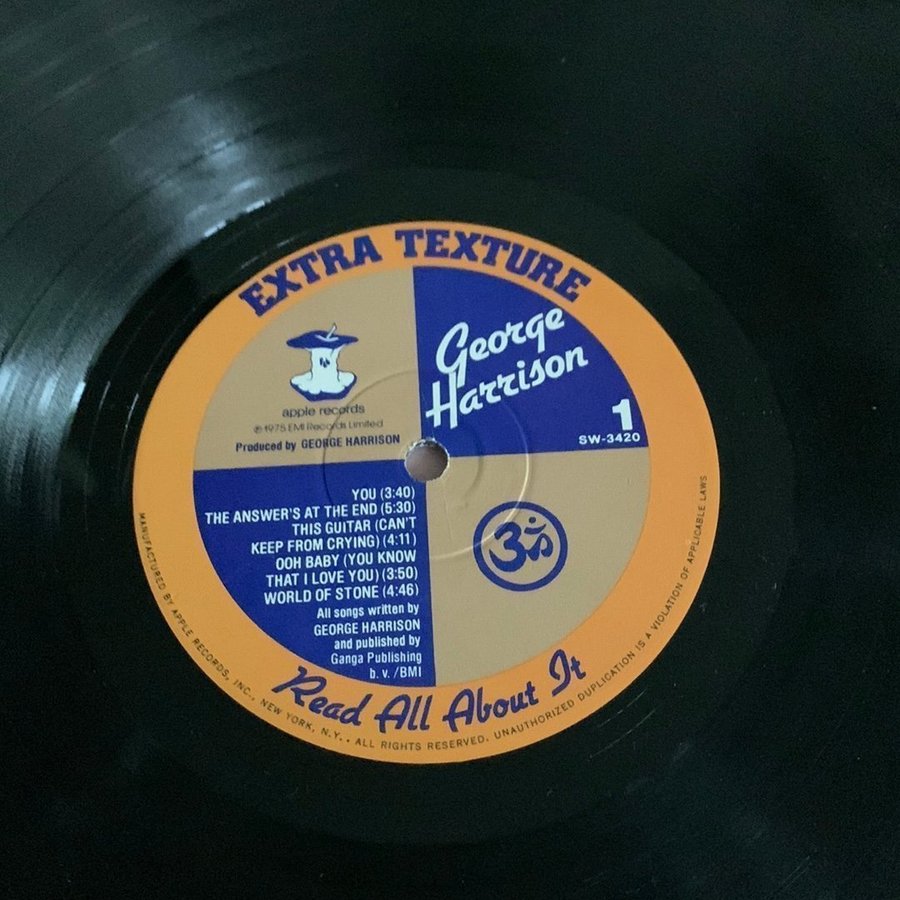 EXTRA TEXTURE
George
Harrison
apple records
℗1975 EMI Records Limited
Produced by GEORGE HARRISON
1
SW-3420
YOU (3:40)
THE ANSWER'S AT THE END (5:30)
THIS GUITAR (CAN'T
KEEP FROM CRYING) (4:11)
OOH BABY (YOU KNOW
THAT I LOVE YOU) (3:50)
WORLD OF STONE (4:46)
All songs written by
GEORGE HARRISON
and published by
Ganga Publishing
b. v. /BMI
ॐ
Read All About It
MANUFACTURED BY APPLE RECORDS, INC., NEW YORK, N.Y., ALL RIGHTS RESERVED. UNAUTHORIZED DUPLICATION IS A VIOLATION OF APPLICABLE LAWS